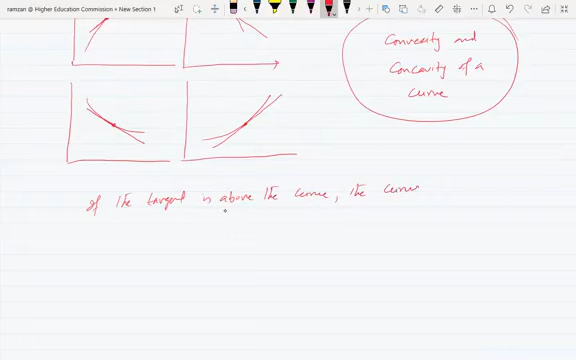 ramzan @ Higher Education Commission » New Section 1
Convexity and
Concavity of a
curve
If the tangent is above the curve, the curve